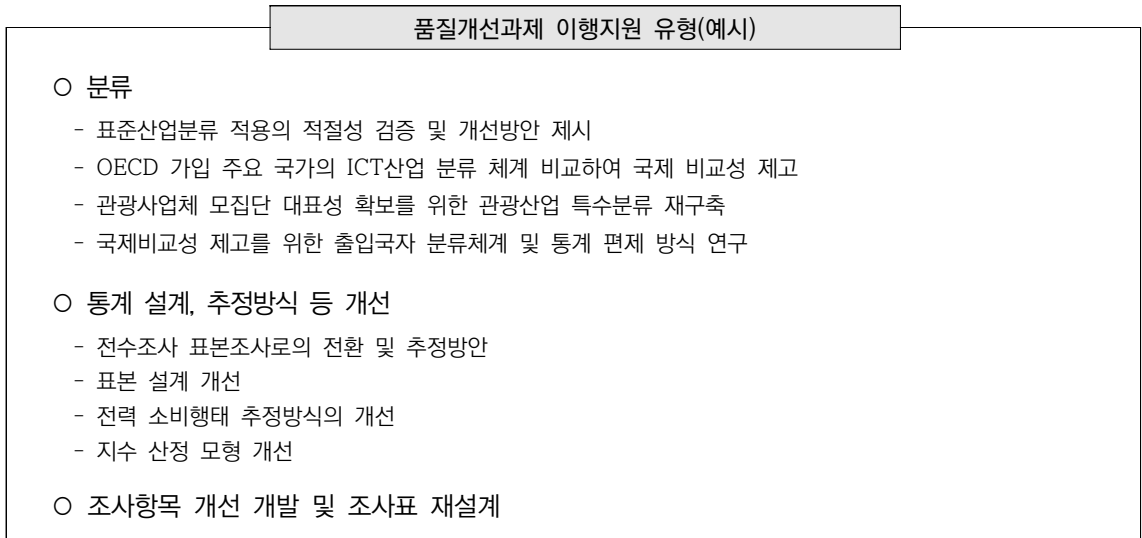 품질개선과제 이행지원 유형(예시)
○ 분류
- 표준산업분류 적용의 적절성 검증 및 개선방안 제시
- OECD 가입 주요 국가의 ICT산업 분류 체계 비교하여 국제 비교성 제고
- 관광사업체 모집단 대표성 확보를 위한 관광산업 특수분류 재구축
- 국제비교성 제고를 위한 출입국자 분류체계 및 통계 편제 방식 연구
○ 통계 설계, 추정방식 등 개선
- 전수조사 표본조사로의 전환 및 추정방안
- 표본 설계 개선
- 전력 소비행태 추정방식의 개선
- 지수 산정 모형 개선
○ 조사항목 개선 개발 및 조사표 재설계